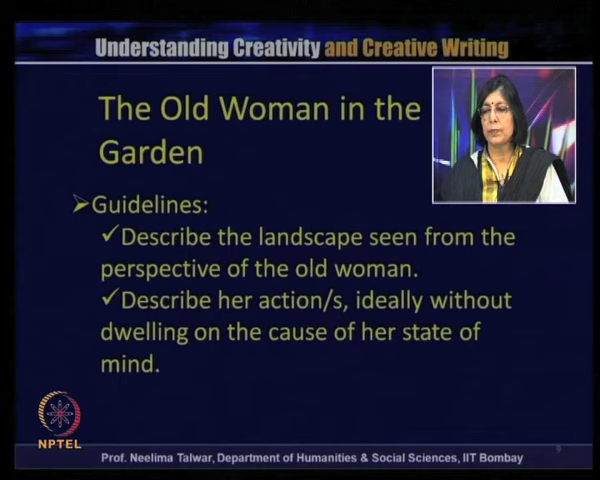 Understanding Creativity and Creative Writing
The Old Woman in the
Garden
➢Guidelines:
✓Describe the landscape seen from the
perspective of the old woman.
✓Describe her action/s, ideally without
dwelling on the cause of her state of
mind.
NPTEL
Prof. Neelima Talwar, Department of Humanities & Social Sciences, IIT Bombay
9